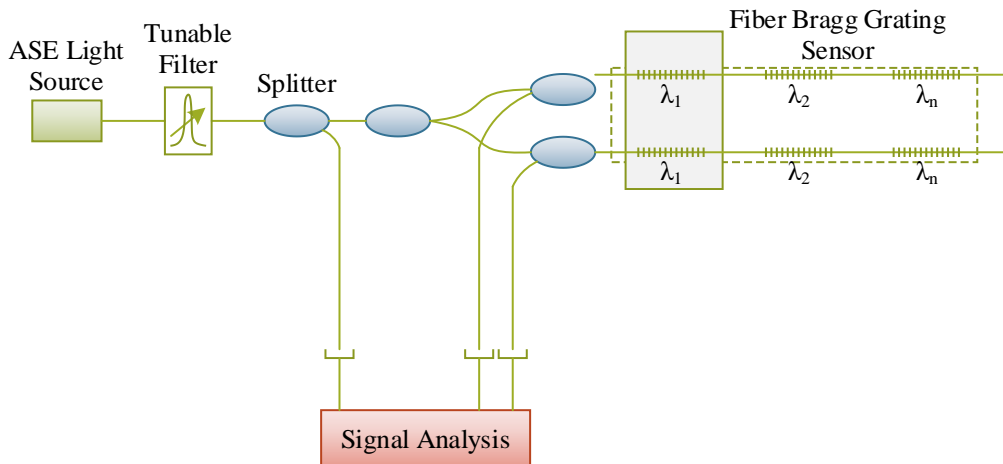 ASE Light
Source
Tunable
Filter
Splitter
Fiber Bragg Grating
Sensor
λ₁
λ₂
λₙ
λ₁
λ₂
λₙ
Signal Analysis